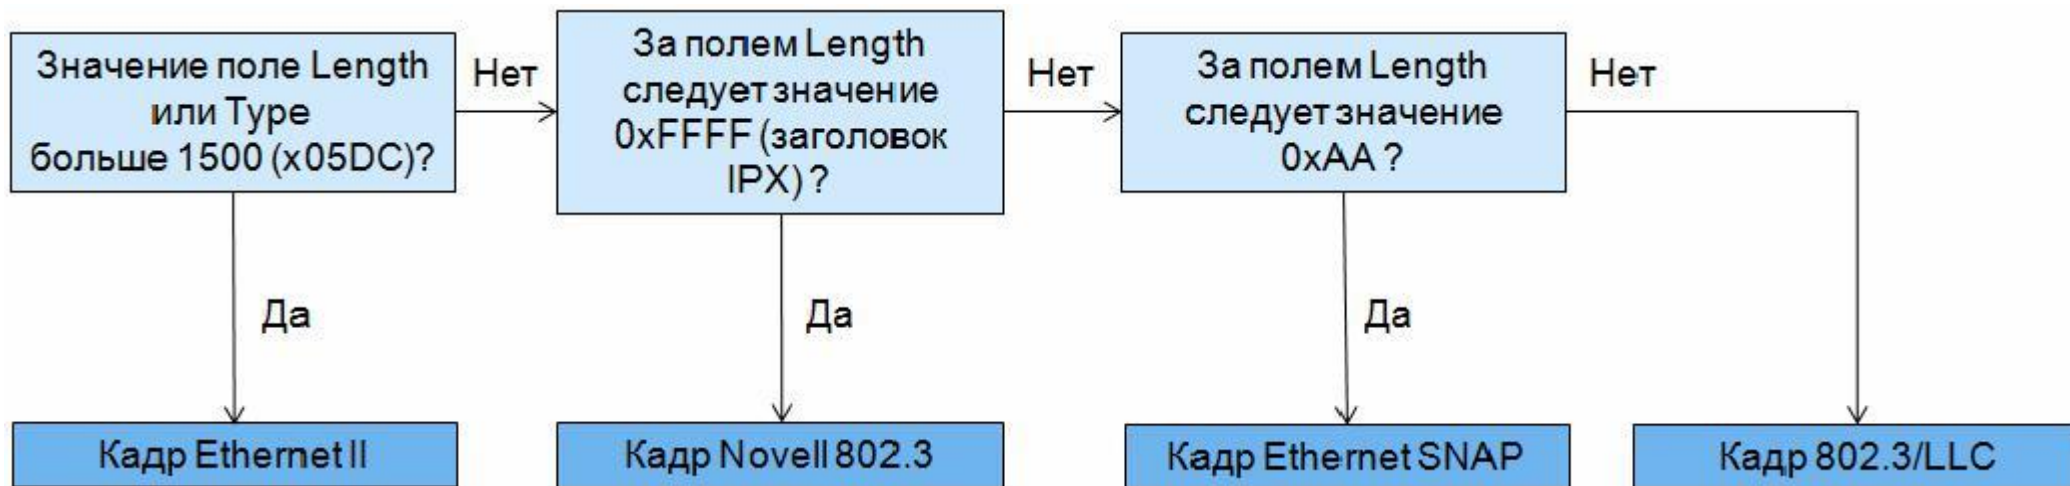 Значение поле Length
или Type
больше 1500 (x05DC)?
Нет
За полем Length
следует значение
0xFFFF (заголовок
IPX) ?
Нет
За полем Length
следует значение
0xAA ?
Нет
Да
Да
Да
Кадр Ethernet II
Кадр Novell 802.3
Кадр Ethernet SNAP
Кадр 802.3/LLC